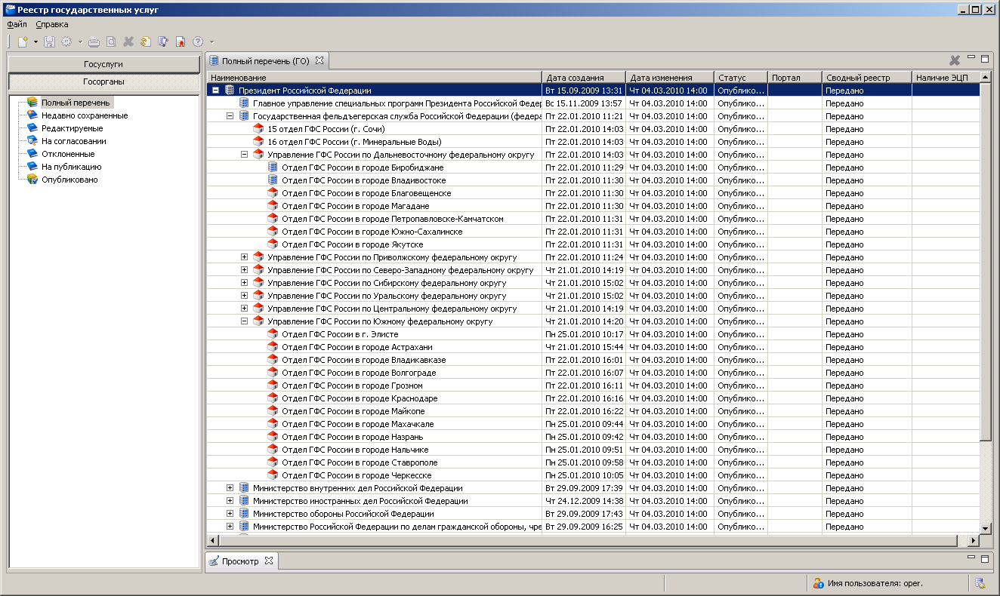 Реестр государственных услуг
Файл Справка
Госуслуги
Госорганы
Полный перечень
Недавно сохраненные
Редактируемые
На согласовании
Отклоненные
На публикацию
Опубликовано
Полный перечень (ГО)
Наименование Дата создания Дата изменения Статус Портал Сводный реестр Наличие ЭЦП
Президент Российской Федерации Вт 15.09.2009 13:31 Чт 04.03.2010 14:00 Опублико... Передано
Главное управление специальных программ Президента Российской Федер Вс 15.11.2009 13:57 Чт 04.03.2010 14:00 Опублико... Передано
Государственная фельдъегерская служба Российской Федерации (федера Пт 22.01.2010 11:21 Чт 04.03.2010 14:00 Опублико... Передано
15 отдел ГФС России (г. Сочи) Пт 22.01.2010 14:03 Чт 04.03.2010 14:00 Опублико... Передано
16 отдел ГФС России (г. Минеральные Воды) Пт 22.01.2010 14:03 Чт 04.03.2010 14:00 Опублико... Передано
Управление ГФС России по Дальневосточному федеральному округу Пт 22.01.2010 14:03 Чт 04.03.2010 14:00 Опублико... Передано
Отдел ГФС России в городе Биробиджане Пт 22.01.2010 11:29 Чт 04.03.2010 14:00 Опублико... Передано
Отдел ГФС России в городе Владивостоке Пт 22.01.2010 11:30 Чт 04.03.2010 14:00 Опублико... Передано
Отдел ГФС России в городе Благовещенске Пт 22.01.2010 11:30 Чт 04.03.2010 14:00 Опублико... Передано
Отдел ГФС России в городе Магадане Пт 22.01.2010 11:30 Чт 04.03.2010 14:00 Опублико... Передано
Отдел ГФС России в городе Петропавловске-Камчатском Пт 22.01.2010 11:31 Чт 04.03.2010 14:00 Опублико... Передано
Отдел ГФС России в городе Южно-Сахалинске Пт 22.01.2010 11:31 Чт 04.03.2010 14:00 Опублико... Передано
Отдел ГФС России в городе Якутске Пт 22.01.2010 11:31 Чт 04.03.2010 14:00 Опублико... Передано
Управление ГФС России по Приволжскому федеральному округу Пт 22.01.2010 11:24 Чт 04.03.2010 14:00 Опублико... Передано
Управление ГФС России по Северо-Западному федеральному округу Чт 21.01.2010 14:19 Чт 04.03.2010 14:00 Опублико... Передано
Управление ГФС России по Сибирскому федеральному округу Чт 21.01.2010 15:02 Чт 04.03.2010 14:00 Опублико... Передано
Управление ГФС России по Уральскому федеральному округу Чт 21.01.2010 15:02 Чт 04.03.2010 14:00 Опублико... Передано
Управление ГФС России по Центральному федеральному округу Чт 21.01.2010 14:19 Чт 04.03.2010 14:00 Опублико... Передано
Управление ГФС России по Южному федеральному округу Чт 21.01.2010 14:20 Чт 04.03.2010 14:00 Опублико... Передано
Отдел ГФС России в г. Элисте Пн 25.01.2010 10:17 Чт 04.03.2010 14:00 Опублико... Передано
Отдел ГФС России в городе Астрахани Чт 21.01.2010 15:44 Чт 04.03.2010 14:00 Опублико... Передано
Отдел ГФС России в городе Владикавказе Пт 22.01.2010 16:01 Чт 04.03.2010 14:00 Опублико... Передано
Отдел ГФС России в городе Волгограде Пт 22.01.2010 16:07 Чт 04.03.2010 14:00 Опублико... Передано
Отдел ГФС России в городе Грозном Пт 22.01.2010 16:11 Чт 04.03.2010 14:00 Опублико... Передано
Отдел ГФС России в городе Краснодаре Пт 22.01.2010 16:16 Чт 04.03.2010 14:00 Опублико... Передано
Отдел ГФС России в городе Майкопе Пт 22.01.2010 16:22 Чт 04.03.2010 14:00 Опублико... Передано
Отдел ГФС России в городе Махачкале Пн 25.01.2010 09:44 Чт 04.03.2010 14:00 Опублико... Передано
Отдел ГФС России в городе Назрань Пн 25.01.2010 09:42 Чт 04.03.2010 14:00 Опублико... Передано
Отдел ГФС России в городе Нальчике Пн 25.01.2010 09:51 Чт 04.03.2010 14:00 Опублико... Передано
Отдел ГФС России в городе Ставрополе Пн 25.01.2010 09:58 Чт 04.03.2010 14:00 Опублико... Передано
Отдел ГФС России в городе Черкесске Пн 25.01.2010 10:05 Чт 04.03.2010 14:00 Опублико... Передано
Министерство внутренних дел Российской Федерации Вт 29.09.2009 17:39 Чт 04.03.2010 14:00 Опублико... Передано
Министерство иностранных дел Российской Федерации Чт 24.12.2009 14:38 Чт 04.03.2010 14:00 Опублико... Передано
Министерство обороны Российской Федерации Вт 29.09.2009 17:43 Чт 04.03.2010 14:00 Опублико... Передано
Министерство Российской Федерации по делам гражданской обороны, чре Вт 29.09.2009 16:25 Чт 04.03.2010 14:00 Опублико... Передано
Просмотр
Имя пользователя: oper.